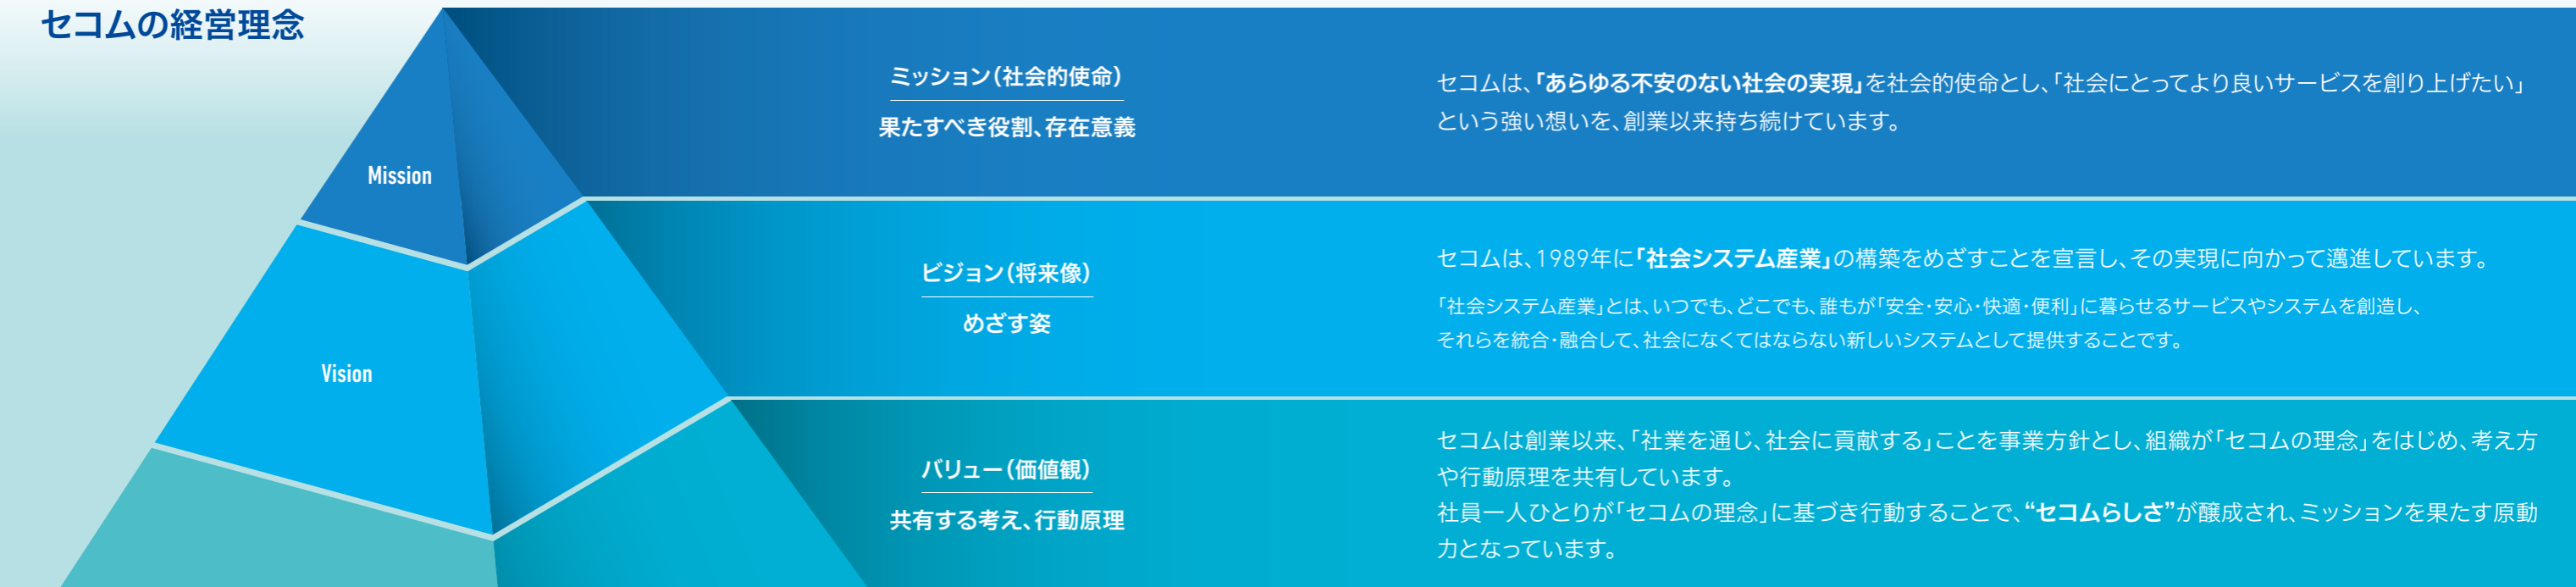 セコムの経営理念
Mission
ミッション（社会的使命）
果たすべき役割、存在意義
セコムは、「あらゆる不安のない社会の実現」を社会的使命とし、「社会にとってより良いサービスを創り上げたい」
という強い想いを、創業以来持ち続けています。
Vision
ビジョン（将来像）
めざす姿
セコムは、1989年に「社会システム産業」の構築をめざすことを宣言し、その実現に向かって邁進しています。
「社会システム産業」とは、いつでも、どこでも、誰もが「安全・安心・快適・便利」に暮らせるサービスやシステムを創造し、
それらを統合・融合して、社会になくてはならない新しいシステムとして提供することです。
バリュー（価値観）
共有する考え、行動原理
セコムは創業以来、「社業を通じ、社会に貢献する」ことを事業方針とし、組織が「セコムの理念」をはじめ、考え方
や行動原理を共有しています。
社員一人ひとりが「セコムの理念」に基づき行動することで、“セコムらしさ”が醸成され、ミッションを果たす原動
力となっています。